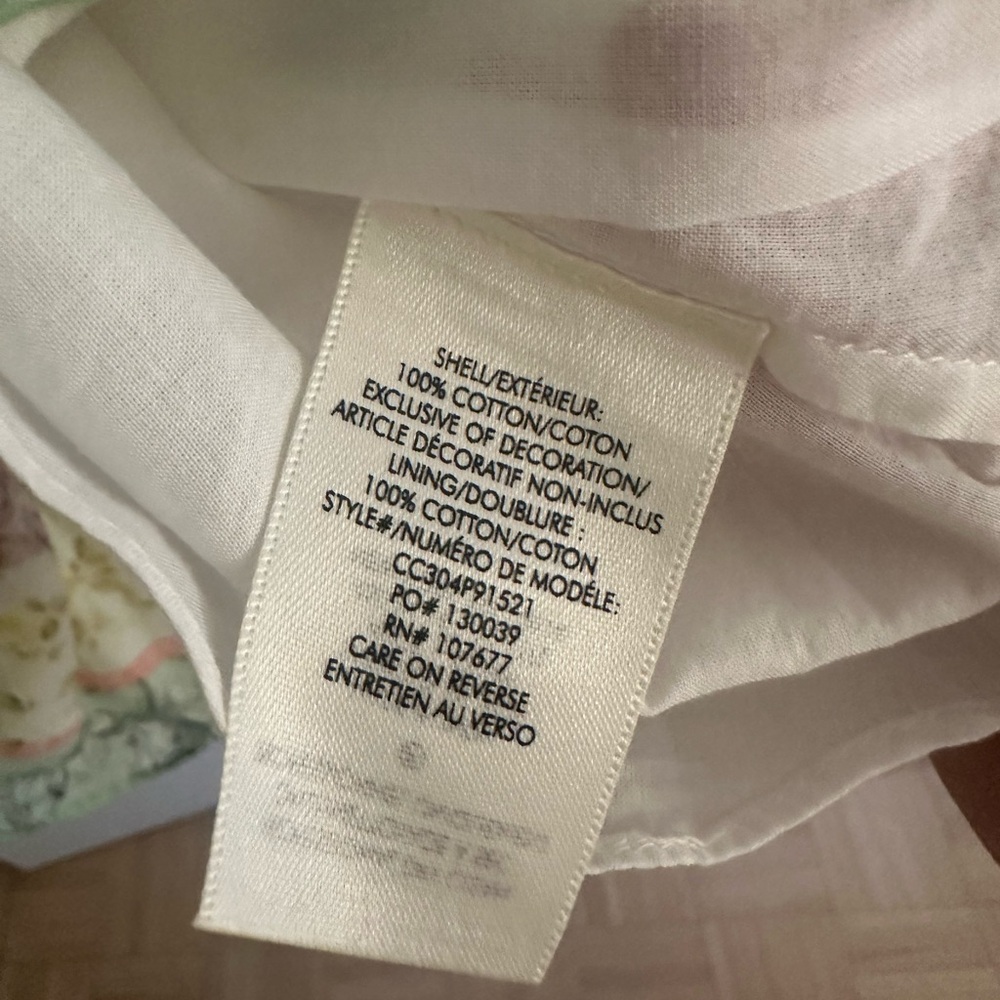 SHELL/EXTÉRIEUR:
100% COTTON/COTON
EXCLUSIVE OF DECORATION/
ARTICLE DÉCORATIF NON-INCLUS
LINING/DOUBLURE :
100% COTTON/COTON
STYLE#/NUMÉRO DE MODÉLE:
CC304P91521
PO# 130039
RN# 107677
CARE ON REVERSE
ENTRETIEN AU VERSO